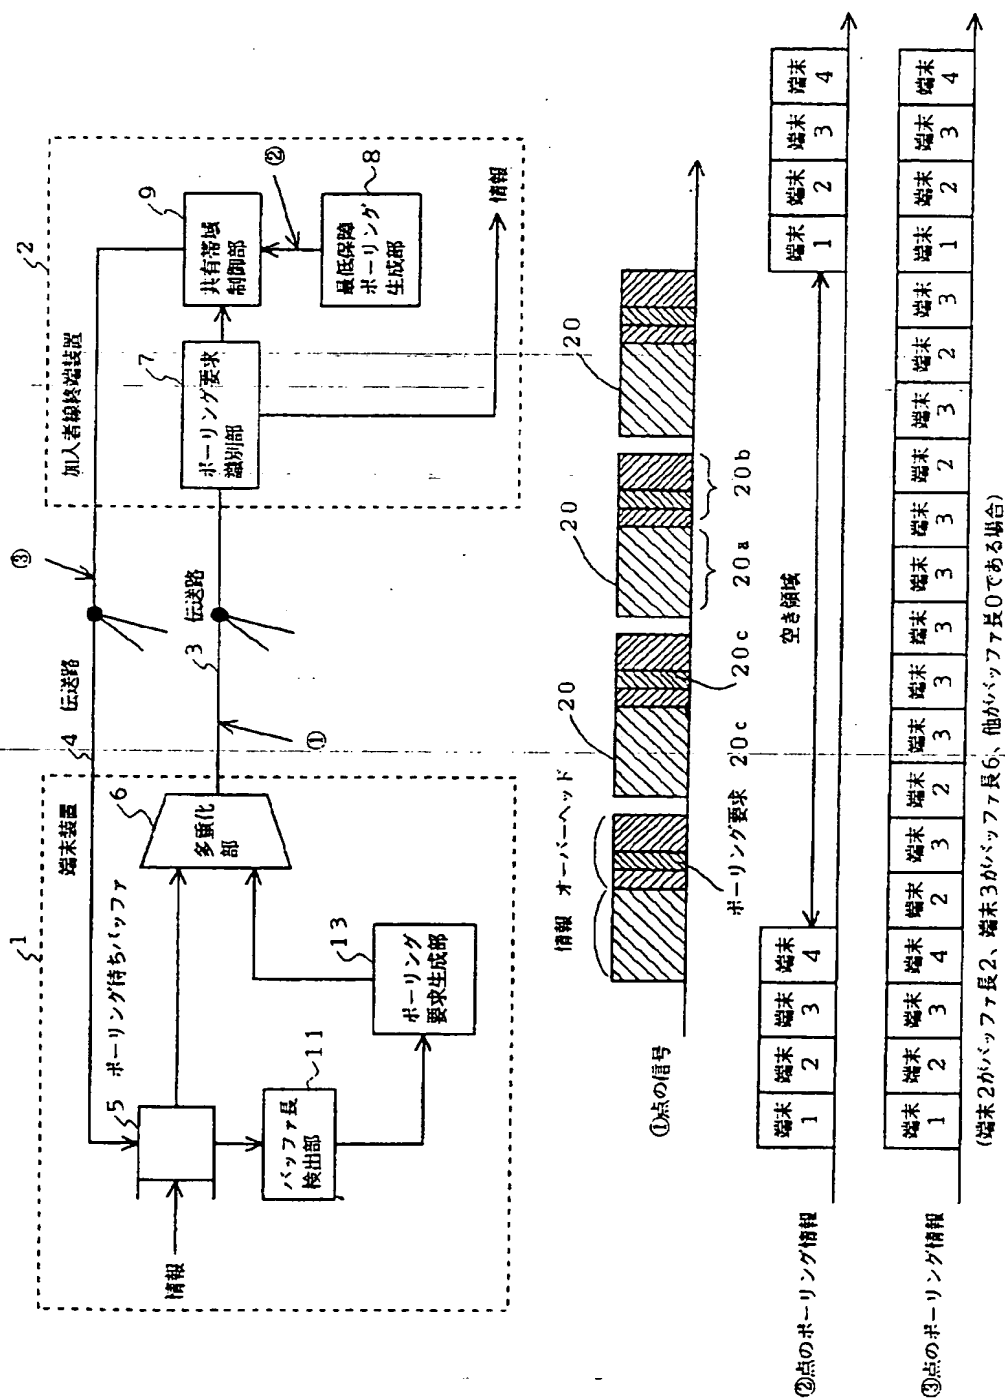 1
端末装置
4 伝送路
③
加入者線終端装置
2
5 ポーリング待ちバッファ
6
多重化
部
3
伝送路
7
ポーリング要求
識別部
9
共有帯域
制御部
②
情報
①
バッファ長
検出部
11
ポーリング
要求生成部
13
最低保障
ポーリング
生成部
8
情報
情報 オーバーヘッド
20
20
20
①点の信号
ポーリング要求 20c 20c 20a 20b
空き領域
②点のポーリング情報
端末 端末 端末 端末 端末 端末 端末 端末
1 2 3 4 1 2 3 4
③点のポーリング情報
端末 端末 端末 端末 端末 端末 端末 端末 端末 端末 端末 端末 端末 端末 端末 端末 端末 端末 端末 端末
1 2 3 4 2 3 2 3 3 3 3 3 2 3 2 3 1 2 3 4
(端末2がバッファ長2、端末3がバッファ長6、他がバッファ長0である場合)